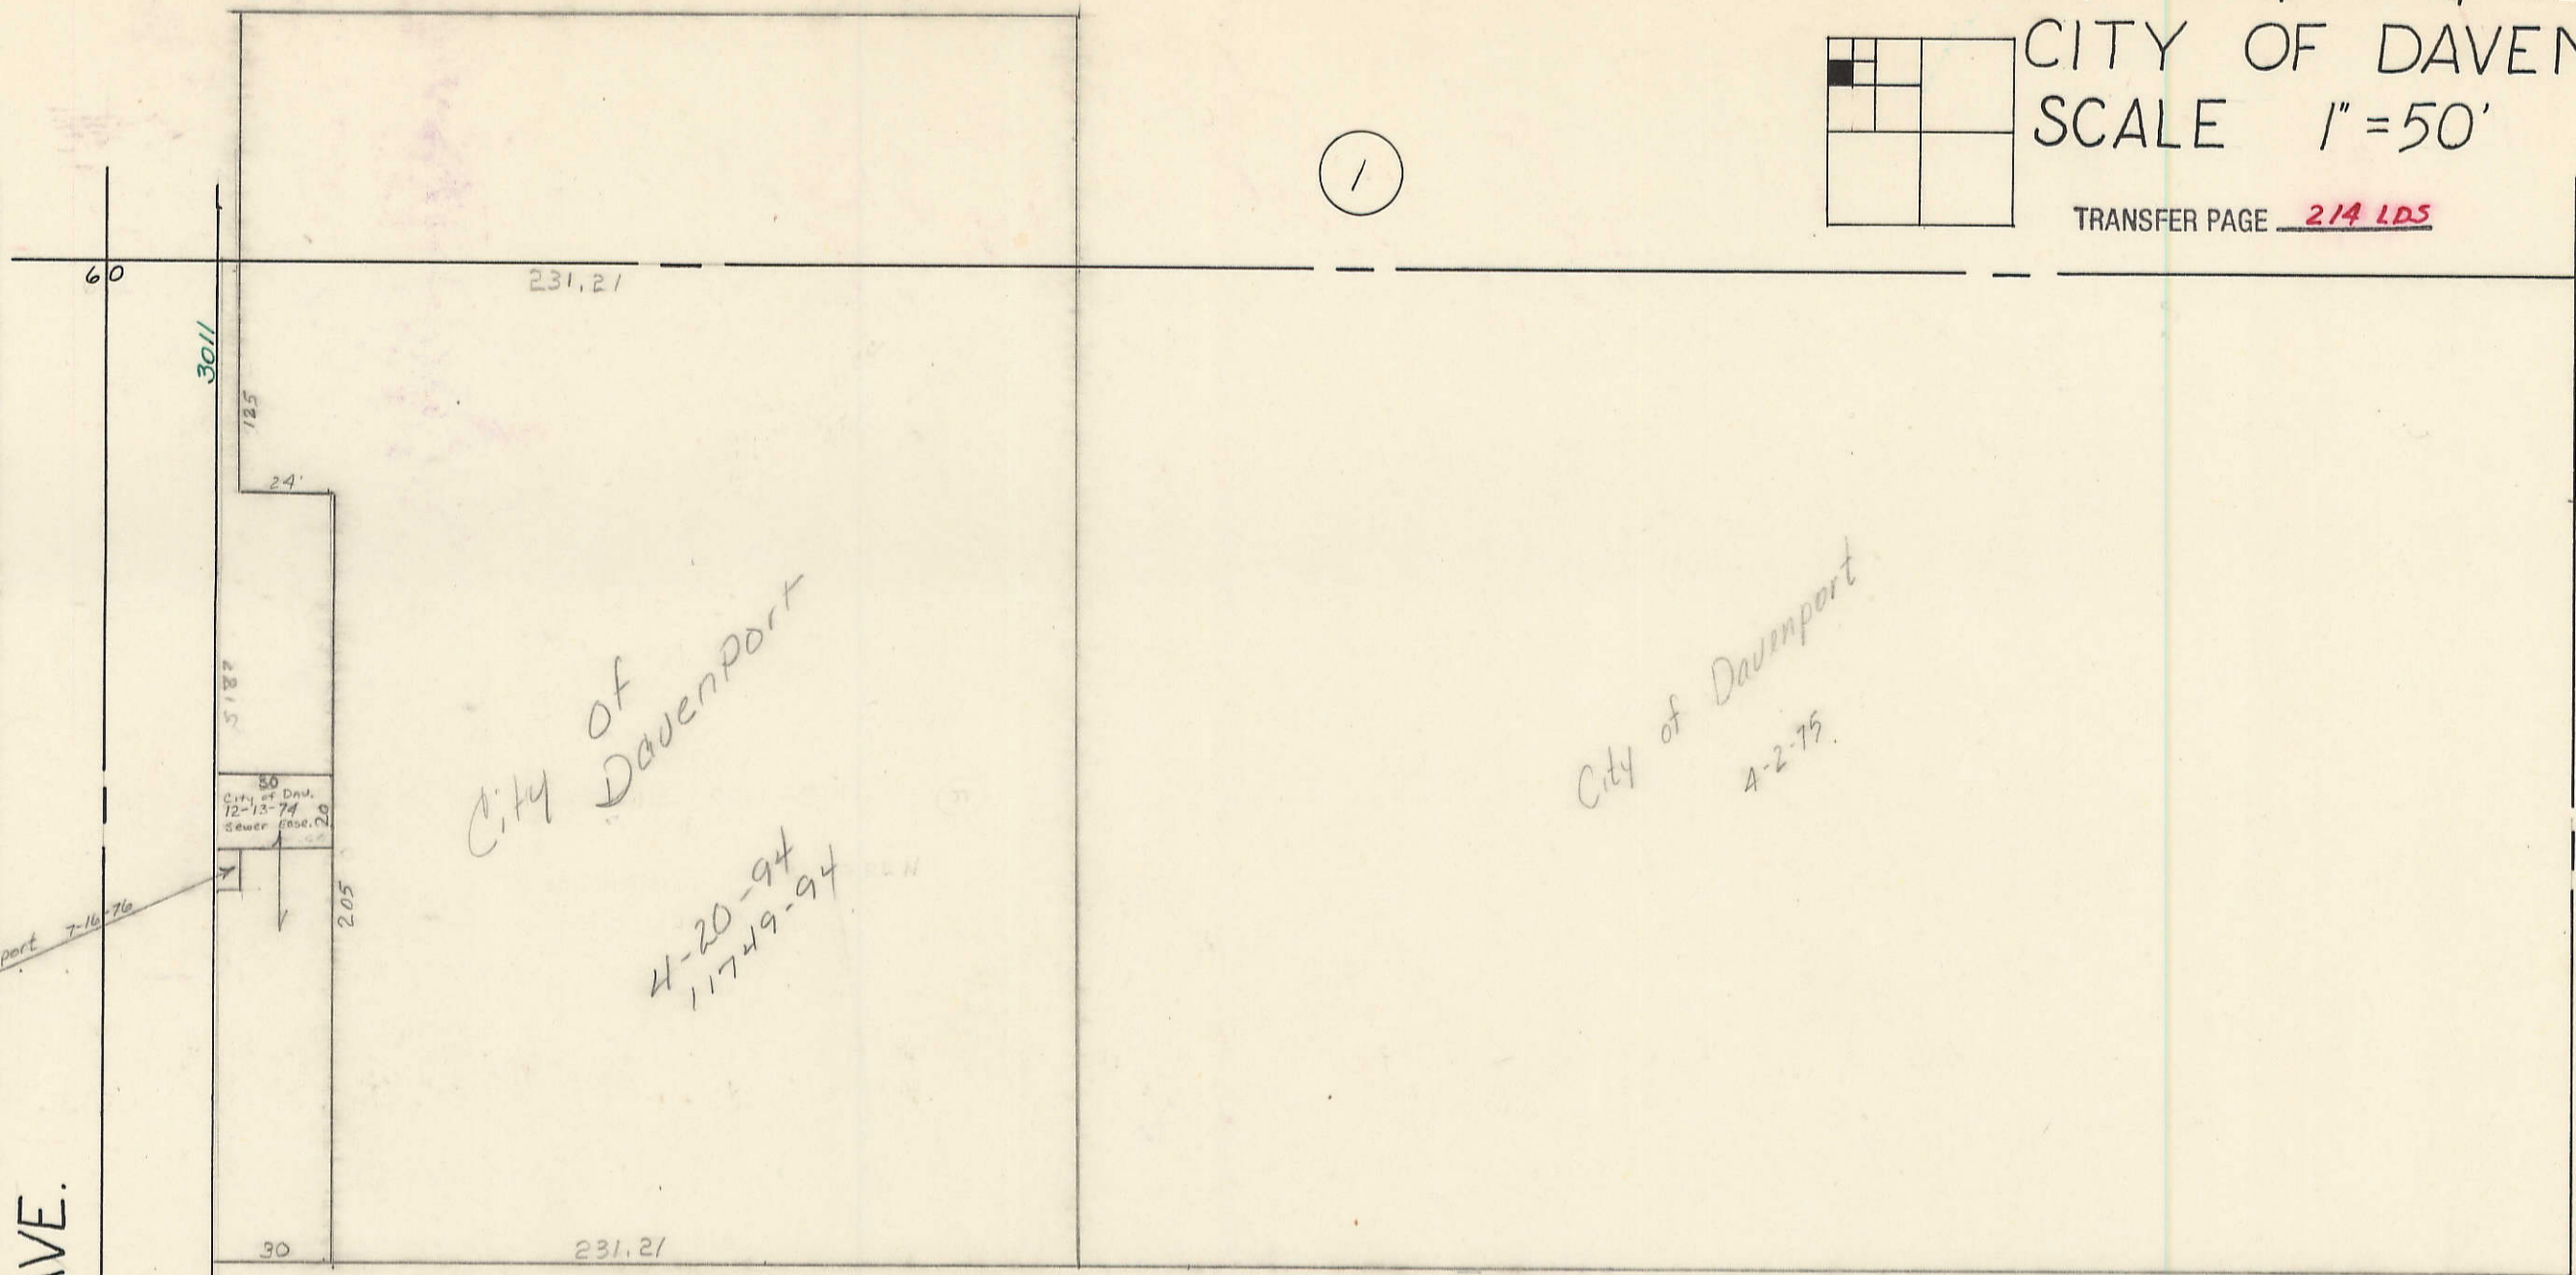 CITY OF DAVEN
SCALE 1" = 50'
TRANSFER PAGE 214 LDS
1
60
231.21
3011
125
24'
City of Davenport
4-20-94
11749-94
City of Davenport
4-2-75.
30
City of Dav.
12-13-74
Sewer Ease.
20
205
port 7-16-76
AVE.
30
231.21